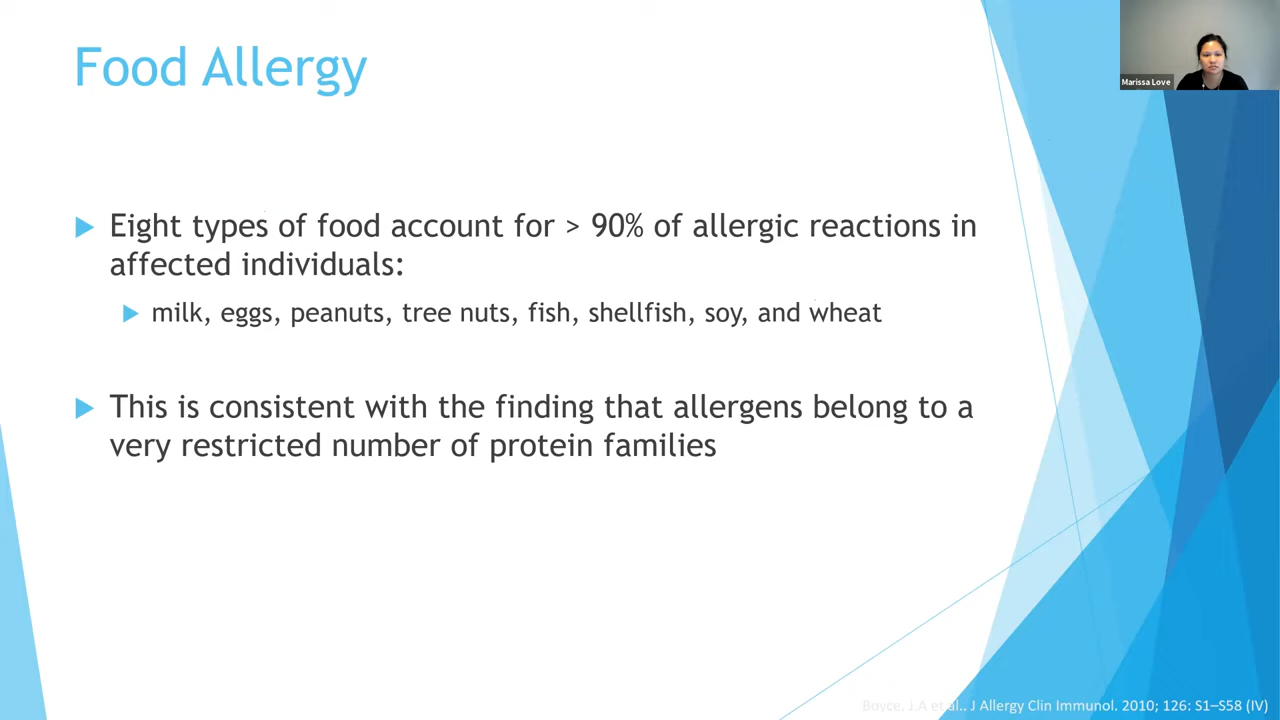 Food Allergy
Marissa Love
Eight types of food account for > 90% of allergic reactions in
affected individuals:
milk, eggs, peanuts, tree nuts, fish, shellfish, soy, and wheat
This is consistent with the finding that allergens belong to a
very restricted number of protein families
Boyce, J.A et al.. J Allergy Clin Immunol. 2010; 126: S1–S58 (IV)